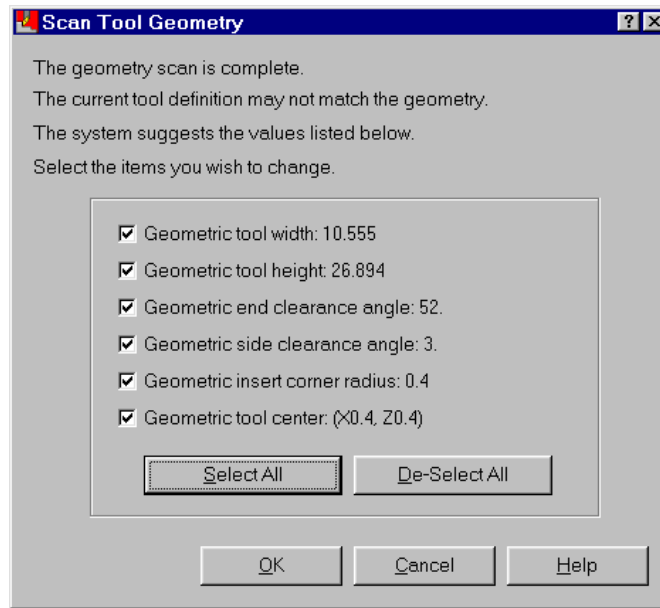 Scan Tool Geometry
The geometry scan is complete.
The current tool definition may not match the geometry.
The system suggests the values listed below.
Select the items you wish to change.
Geometric tool width: 10.555
Geometric tool height: 26.894
Geometric end clearance angle: 52.
Geometric side clearance angle: 3.
Geometric insert corner radius: 0.4
Geometric tool center: (X0.4, Z0.4)
Select All De-Select All
OK Cancel Help